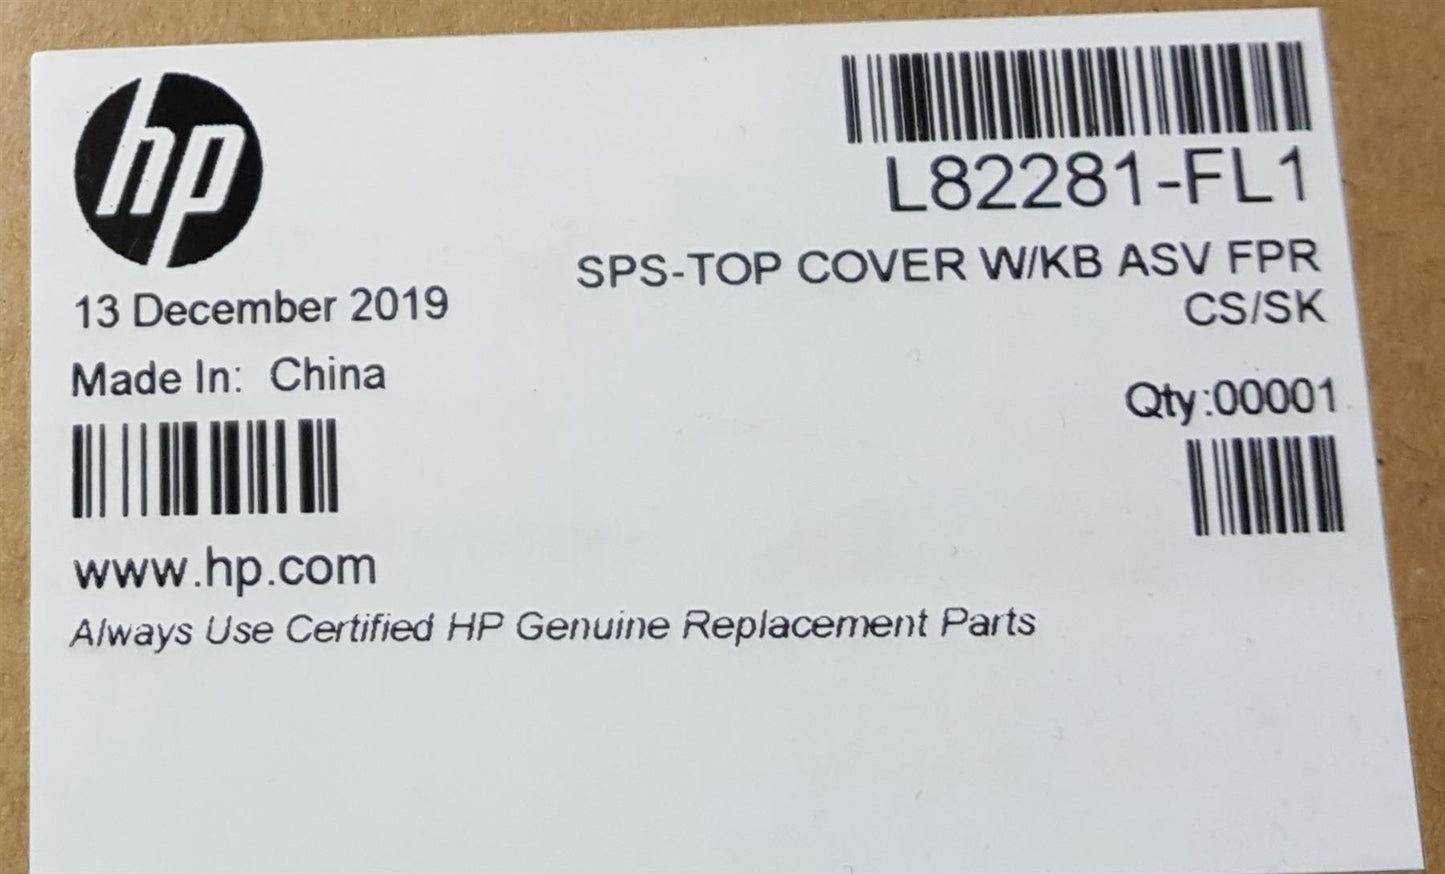 hp
L82281-FL1
SPS-TOP COVER W/KB ASV FPR
CS/SK
13 December 2019
Made In: China
Qty:00001
www.hp.com
Always Use Certified HP Genuine Replacement Parts